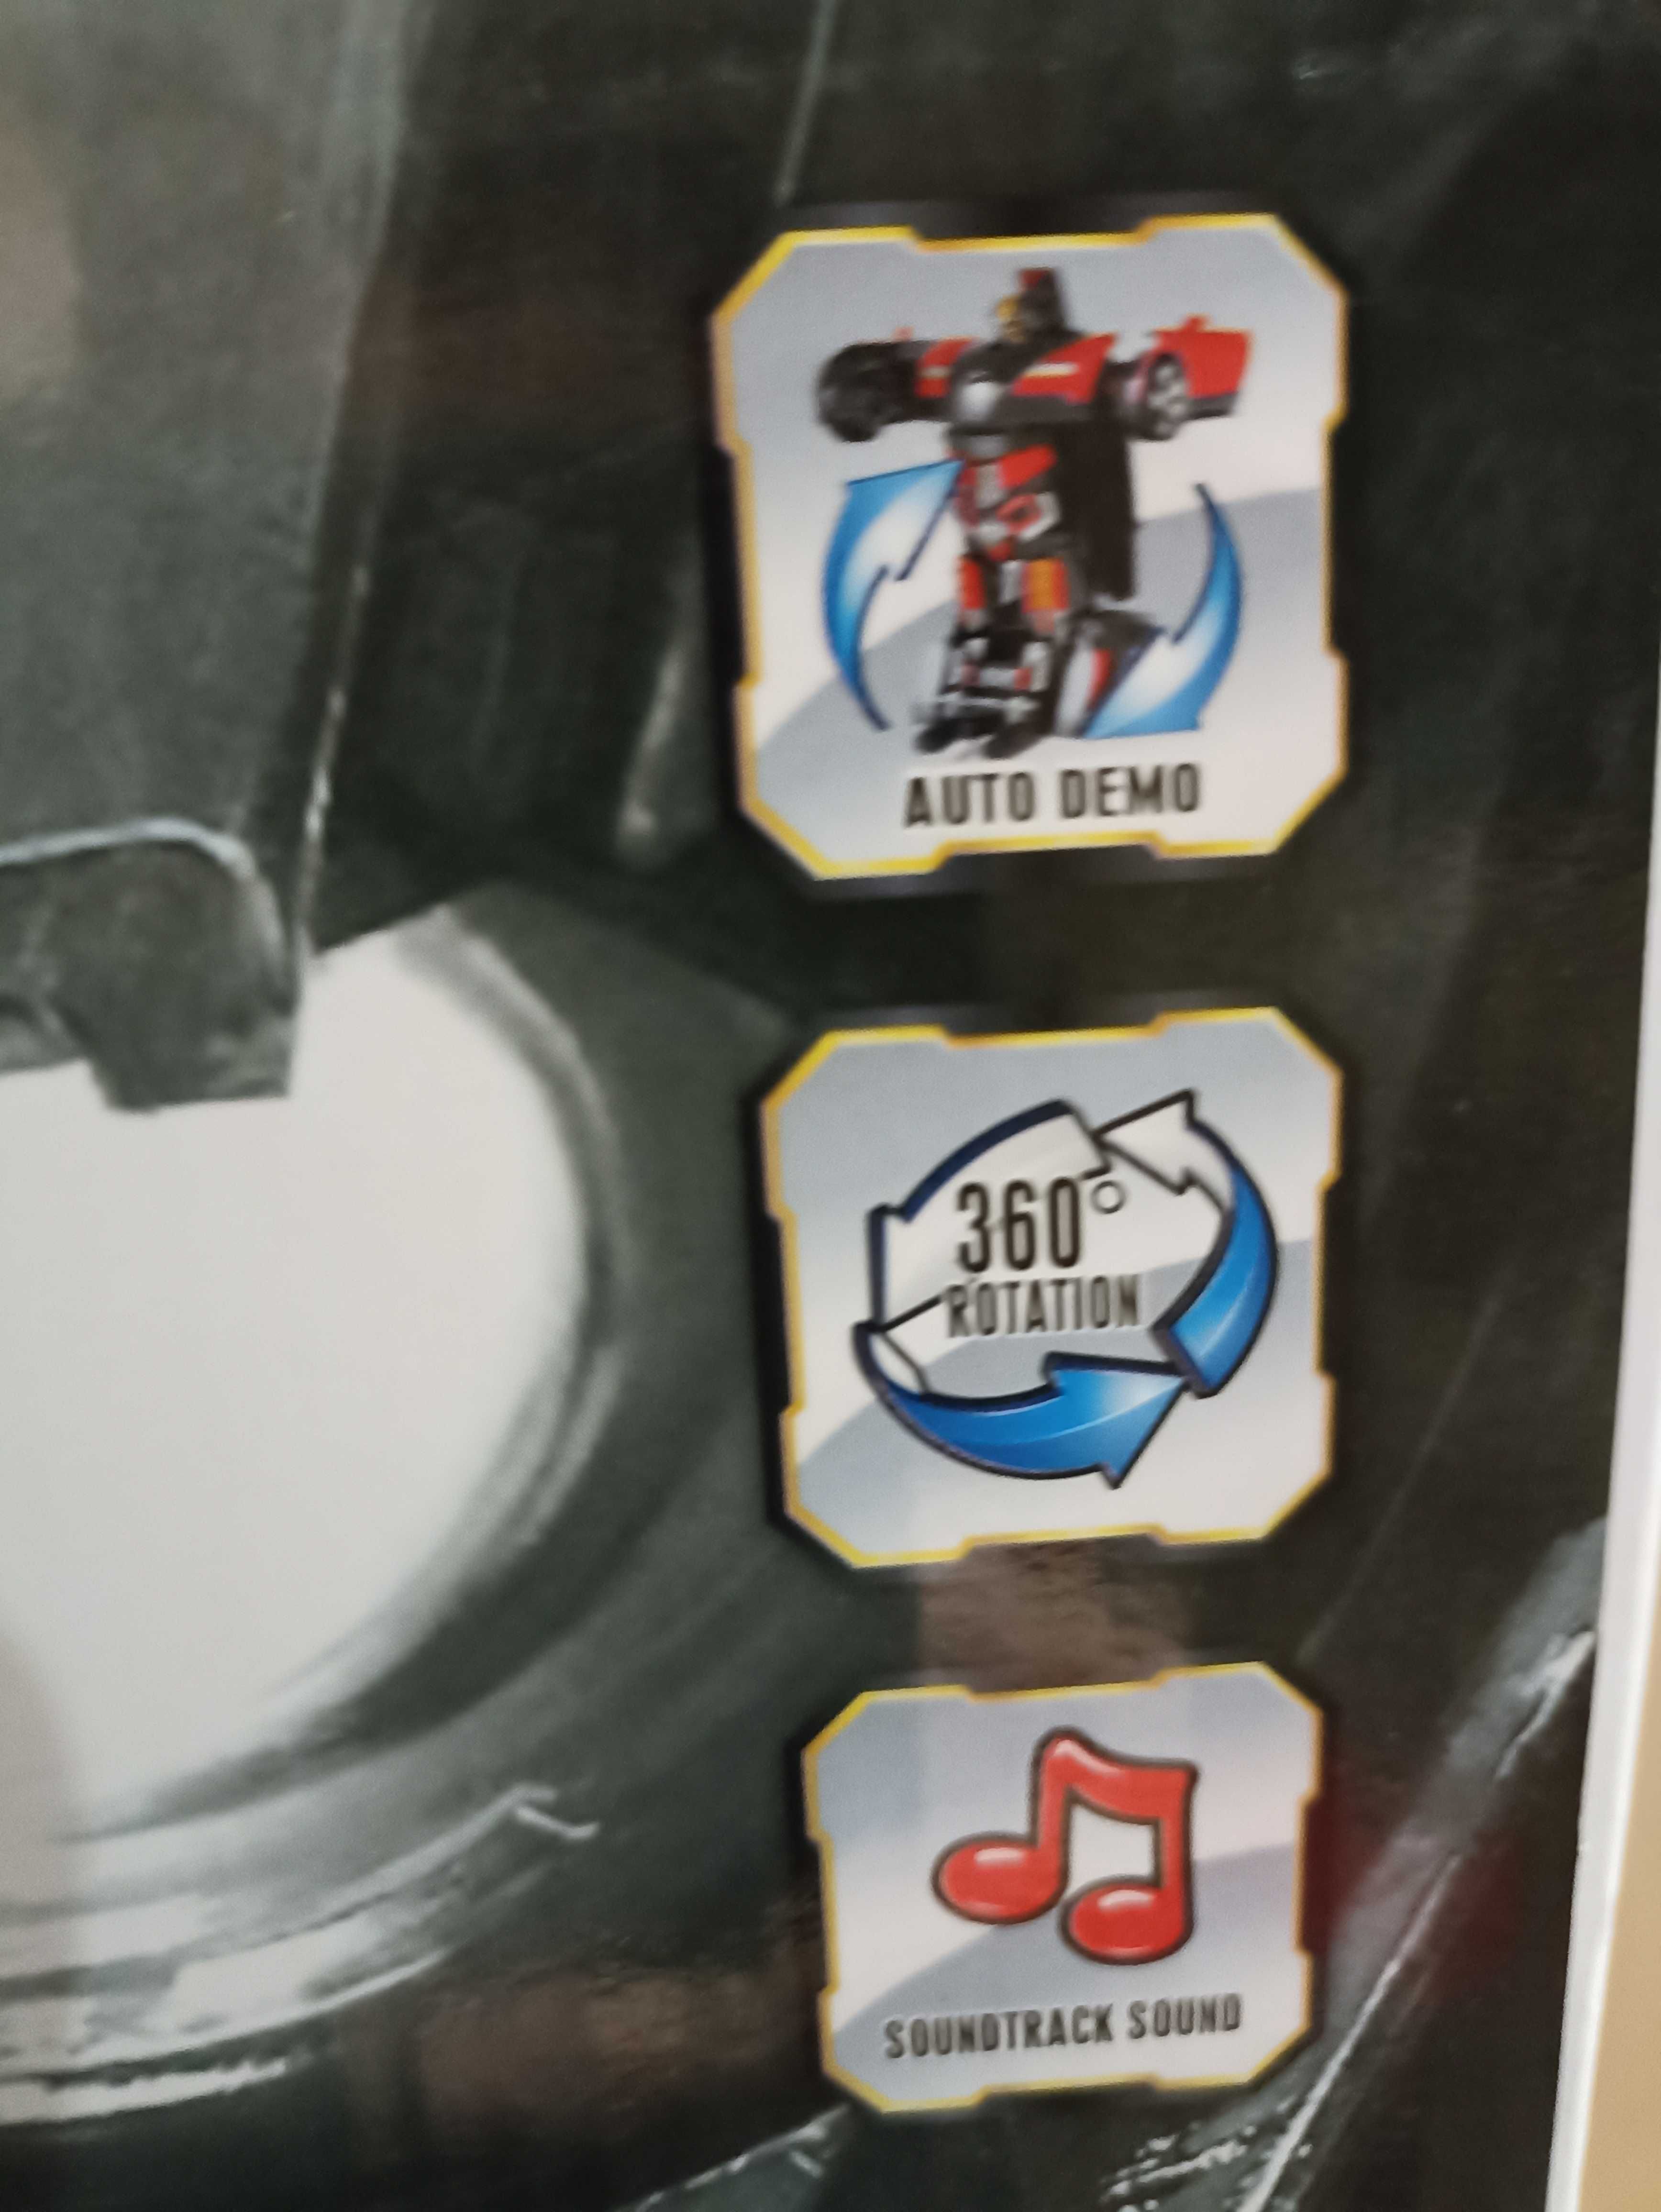 AUTO DEMO
360°
ROTATION
SOUNDTRACK SOUND